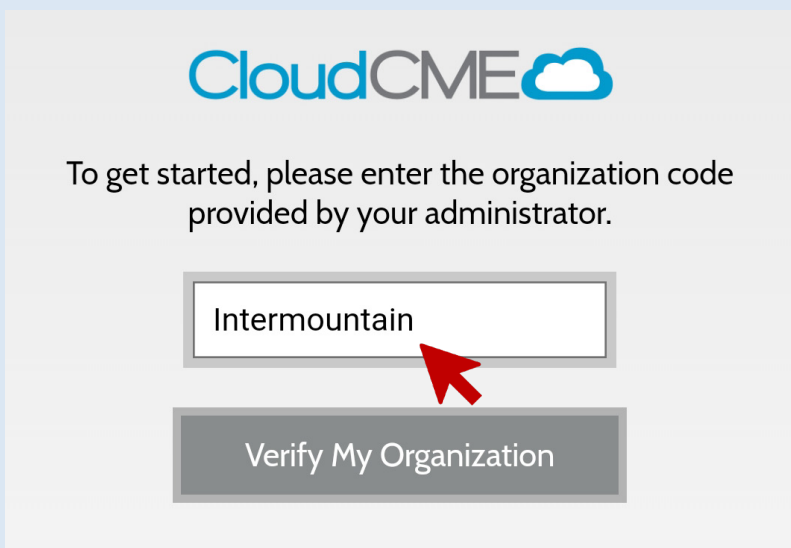 CloudCME
To get started, please enter the organization code
provided by your administrator.
Intermountain
Verify My Organization